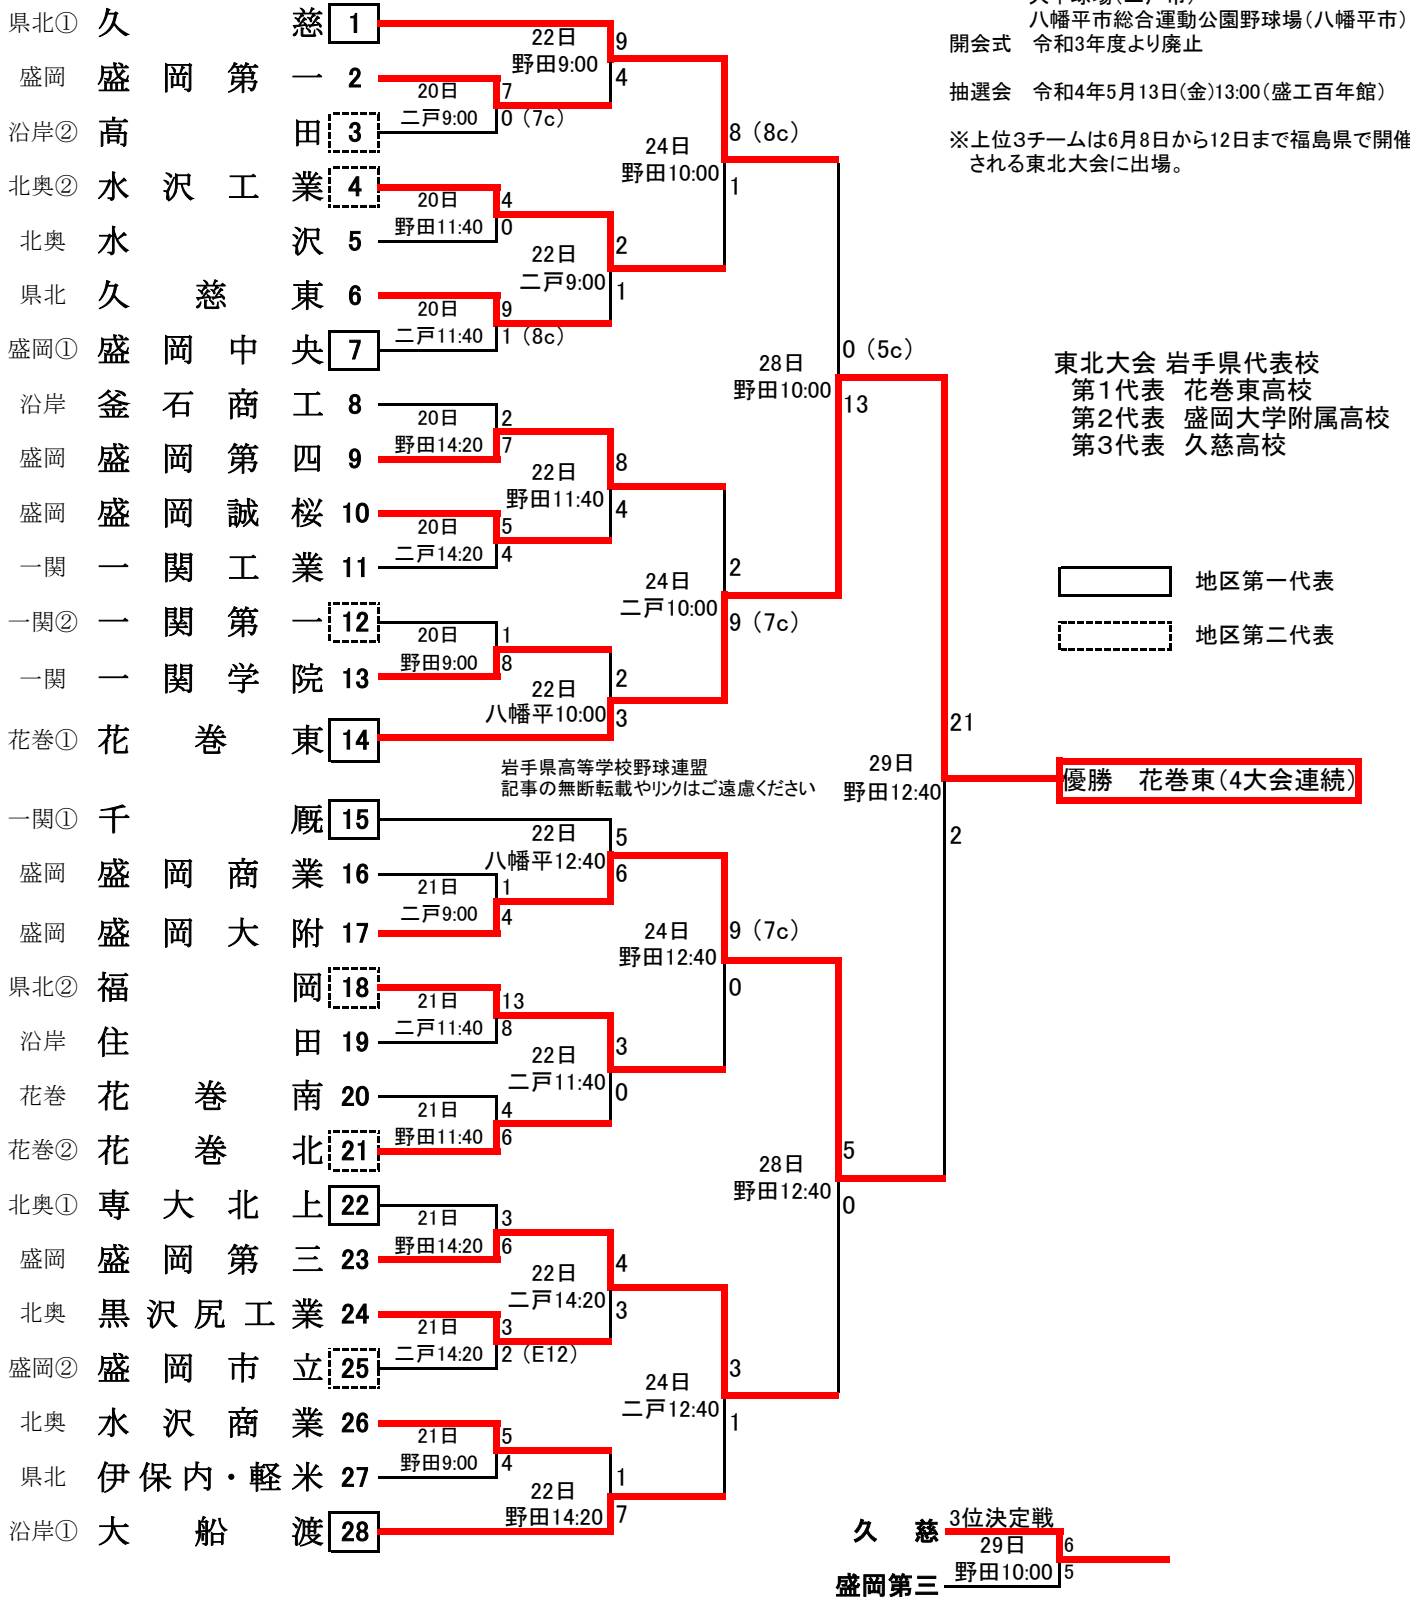 八幡平市総合運動公園野球場(八幡平市)
開会式　令和3年度より廃止
抽選会　令和4年5月13日(金)13:00(盛工百年館)
※上位3チームは6月8日から12日まで福島県で開催
される東北大会に出場。
県北① 久慈 1
盛岡 盛岡第一 2
沿岸② 高田 3
北奥② 水沢工業 4
北奥 水沢 5
県北 久慈東 6
盛岡① 盛岡中央 7
沿岸 釜石商工 8
盛岡 盛岡第四 9
盛岡 盛岡誠桜 10
一関 一関工業 11
一関② 一関第一 12
一関 一関学院 13
花巻① 花巻東 14
一関① 千厩 15
盛岡 盛岡商業 16
盛岡 盛岡大附 17
県北② 福岡 18
沿岸 住田 19
花巻 花巻南 20
花巻② 花巻北 21
北奥① 専大北上 22
盛岡 盛岡第三 23
北奥 黒沢尻工業 24
盛岡② 盛岡市立 25
北奥 水沢商業 26
県北 伊保内・軽米 27
沿岸① 大船渡 28
20日
二戸9:00
7
0 (7c)
20日
野田11:40
4
0
20日
二戸11:40
9
1 (8c)
20日
野田14:20
2
7
20日
二戸14:20
5
4
20日
野田9:00
1
8
21日
二戸9:00
1
4
21日
二戸11:40
13
8
21日
野田11:40
4
6
21日
野田14:20
3
6
21日
二戸14:20
3
2 (E12)
21日
野田9:00
5
4
22日
野田9:00
9
4
22日
二戸9:00
2
1
22日
野田11:40
8
4
22日
八幡平10:00
2
3
22日
八幡平12:40
5
6
22日
二戸11:40
3
0
22日
二戸14:20
4
3
22日
野田14:20
1
7
24日
野田10:00
8 (8c)
1
24日
二戸10:00
2
9 (7c)
24日
野田12:40
9 (7c)
0
24日
二戸12:40
3
1
28日
野田10:00
0 (5c)
13
28日
野田12:40
5
0
29日
野田12:40
21
2
優勝　花巻東(4大会連続)
岩手県高等学校野球連盟
記事の無断転載やリンクはご遠慮ください
東北大会 岩手県代表校
第1代表 花巻東高校
第2代表 盛岡大学附属高校
第3代表 久慈高校
地区第一代表
地区第二代表
3位決定戦
久慈
盛岡第三
29日
野田10:00
6
5